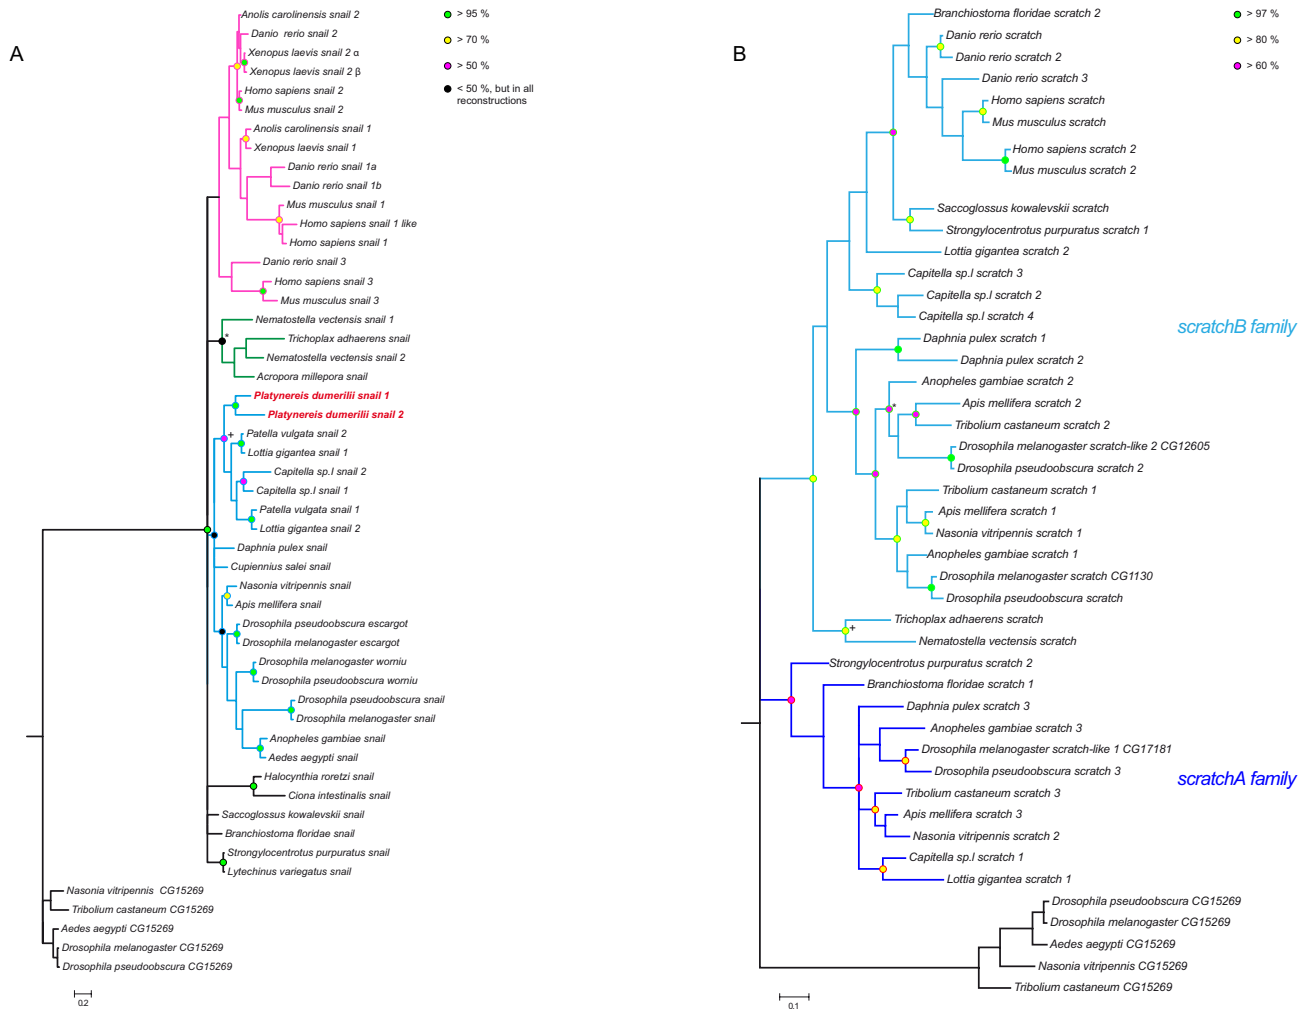 A
Anolis carolinensis snail 2
Danio rerio snail 2
Xenopus laevis snail 2 α
Xenopus laevis snail 2 β
Homo sapiens snail 2
Mus musculus snail 2
Anolis carolinensis snail 1
Xenopus laevis snail 1
Danio rerio snail 1a
Danio rerio snail 1b
Mus musculus snail 1
Homo sapiens snail 1 like
Homo sapiens snail 1
Danio rerio snail 3
Homo sapiens snail 3
Mus musculus snail 3
Nematostella vectensis snail 1
*
Trichoplax adhaerens snail
Nematostella vectensis snail 2
Acropora millepora snail
Platynereis dumerilii snail 1
Platynereis dumerilii snail 2
+
Patella vulgata snail 2
Lottia gigantea snail 1
Capitella sp.I snail 2
Capitella sp.I snail 1
Patella vulgata snail 1
Lottia gigantea snail 2
Daphnia pulex snail
Cupiennius salei snail
Nasonia vitripennis snail
Apis mellifera snail
Drosophila pseudoobscura escargot
Drosophila melanogaster escargot
Drosophila melanogaster worniu
Drosophila pseudoobscura worniu
Drosophila pseudoobscura snail
Drosophila melanogaster snail
Anopheles gambiae snail
Aedes aegypti snail
Halocynthia roretzi snail
Ciona intestinalis snail
Saccoglossus kowalevskii snail
Branchiostoma floridae snail
Strongylocentrotus purpuratus snail
Lytechinus variegatus snail
Nasonia vitripennis CG15269
Tribolium castaneum CG15269
Aedes aegypti CG15269
Drosophila melanogaster CG15269
Drosophila pseudoobscura CG15269
0.2
> 95 %
> 70 %
> 50 %
< 50 %, but in all
reconstructions
B
Branchiostoma floridae scratch 2
Danio rerio scratch
Danio rerio scratch 2
Danio rerio scratch 3
Homo sapiens scratch
Mus musculus scratch
Homo sapiens scratch 2
Mus musculus scratch 2
Saccoglossus kowalevskii scratch
Strongylocentrotus purpuratus scratch 1
Lottia gigantea scratch 2
Capitella sp.I scratch 3
Capitella sp.I scratch 2
Capitella sp.I scratch 4
Daphnia pulex scratch 1
Daphnia pulex scratch 2
Anopheles gambiae scratch 2
*
Apis mellifera scratch 2
Tribolium castaneum scratch 2
Drosophila melanogaster scratch-like 2 CG12605
Drosophila pseudoobscura scratch 2
Tribolium castaneum scratch 1
Apis mellifera scratch 1
Nasonia vitripennis scratch 1
Anopheles gambiae scratch 1
Drosophila melanogaster scratch CG1130
Drosophila pseudoobscura scratch
Trichoplax adhaerens scratch
+
Nematostella vectensis scratch
Strongylocentrotus purpuratus scratch 2
Branchiostoma floridae scratch 1
Daphnia pulex scratch 3
Anopheles gambiae scratch 3
Drosophila melanogaster scratch-like 1 CG17181
Drosophila pseudoobscura scratch 3
Tribolium castaneum scratch 3
Apis mellifera scratch 3
Nasonia vitripennis scratch 2
Capitella sp.I scratch 1
Lottia gigantea scratch 1
Drosophila pseudoobscura CG15269
Drosophila melanogaster CG15269
Aedes aegypti CG15269
Nasonia vitripennis CG15269
Tribolium castaneum CG15269
0.1
> 97 %
> 80 %
> 60 %
scratchB family
scratchA family